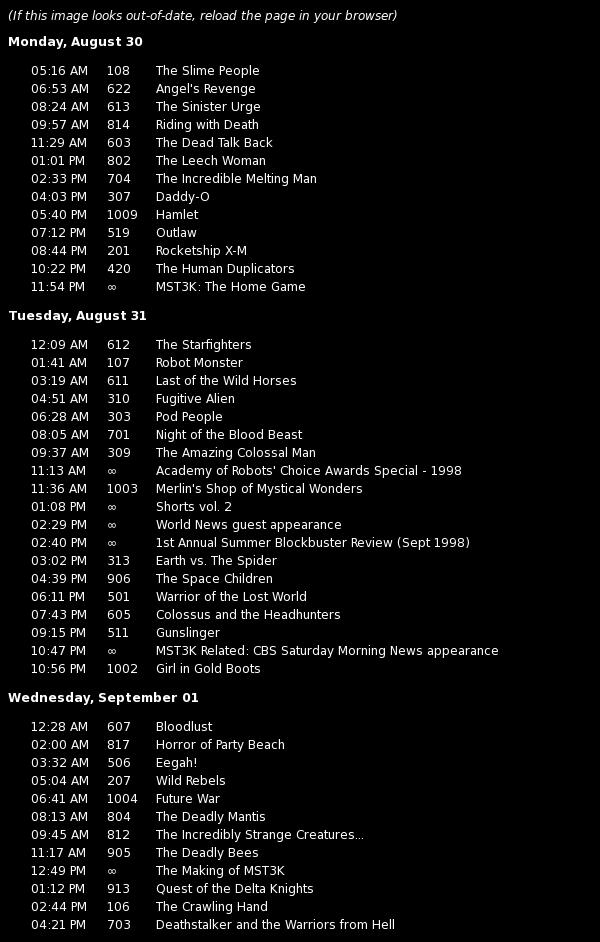 (If this image looks out-of-date, reload the page in your browser)
Monday, August 30
05:16 AM 108 The Slime People
06:53 AM 622 Angel's Revenge
08:24 AM 613 The Sinister Urge
09:57 AM 814 Riding with Death
11:29 AM 603 The Dead Talk Back
01:01 PM 802 The Leech Woman
02:33 PM 704 The Incredible Melting Man
04:03 PM 307 Daddy-O
05:40 PM 1009 Hamlet
07:12 PM 519 Outlaw
08:44 PM 201 Rocketship X-M
10:22 PM 420 The Human Duplicators
11:54 PM ∞ MST3K: The Home Game
Tuesday, August 31
12:09 AM 612 The Starfighters
01:41 AM 107 Robot Monster
03:19 AM 611 Last of the Wild Horses
04:51 AM 310 Fugitive Alien
06:28 AM 303 Pod People
08:05 AM 701 Night of the Blood Beast
09:37 AM 309 The Amazing Colossal Man
11:13 AM ∞ Academy of Robots' Choice Awards Special - 1998
11:36 AM 1003 Merlin's Shop of Mystical Wonders
01:08 PM ∞ Shorts vol. 2
02:29 PM ∞ World News guest appearance
02:40 PM ∞ 1st Annual Summer Blockbuster Review (Sept 1998)
03:02 PM 313 Earth vs. The Spider
04:39 PM 906 The Space Children
06:11 PM 501 Warrior of the Lost World
07:43 PM 605 Colossus and the Headhunters
09:15 PM 511 Gunslinger
10:47 PM ∞ MST3K Related: CBS Saturday Morning News appearance
10:56 PM 1002 Girl in Gold Boots
Wednesday, September 01
12:28 AM 607 Bloodlust
02:00 AM 817 Horror of Party Beach
03:32 AM 506 Eegah!
05:04 AM 207 Wild Rebels
06:41 AM 1004 Future War
08:13 AM 804 The Deadly Mantis
09:45 AM 812 The Incredibly Strange Creatures...
11:17 AM 905 The Deadly Bees
12:49 PM ∞ The Making of MST3K
01:12 PM 913 Quest of the Delta Knights
02:44 PM 106 The Crawling Hand
04:21 PM 703 Deathstalker and the Warriors from Hell